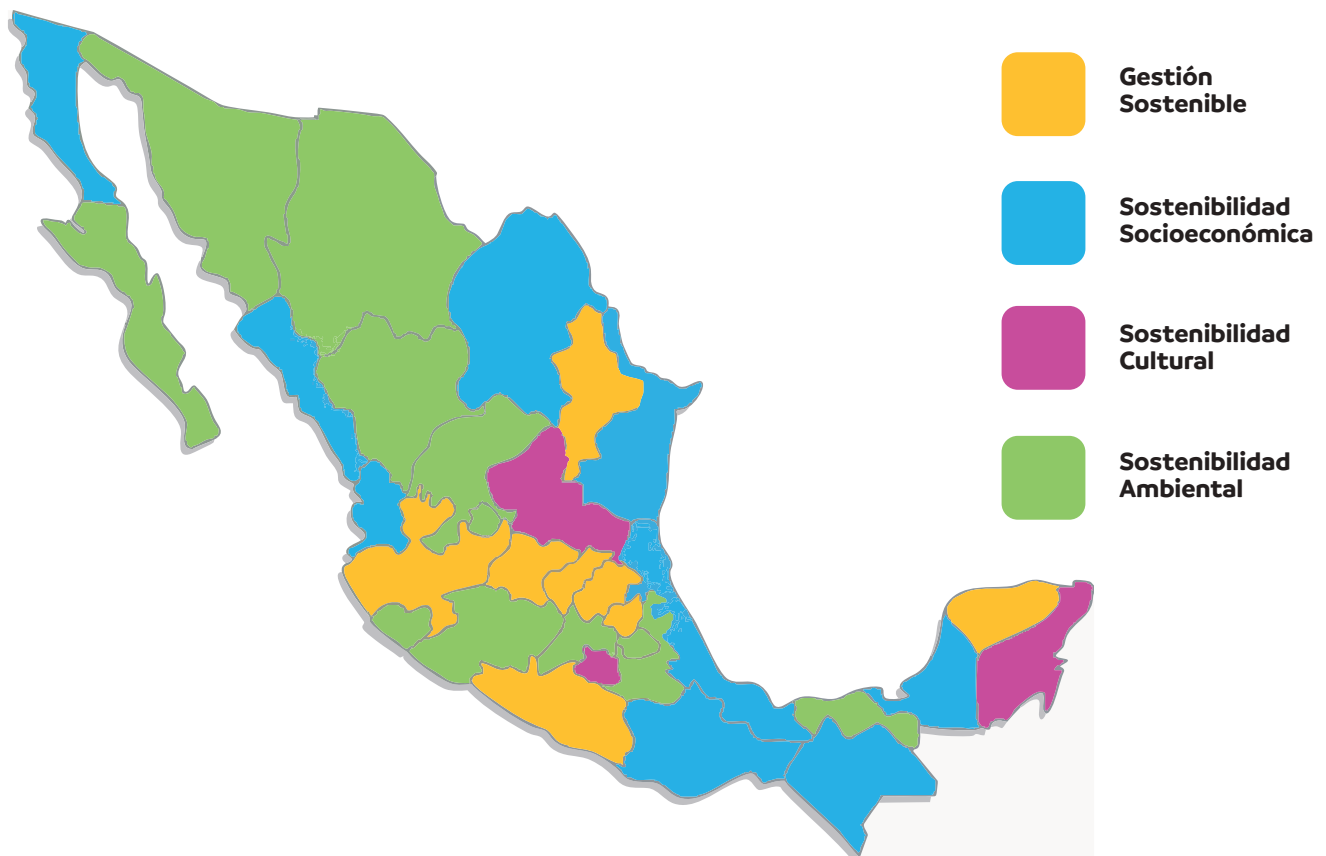 Gestión
Sostenible
Sostenibilidad
Socioeconómica
Sostenibilidad
Cultural
Sostenibilidad
Ambiental